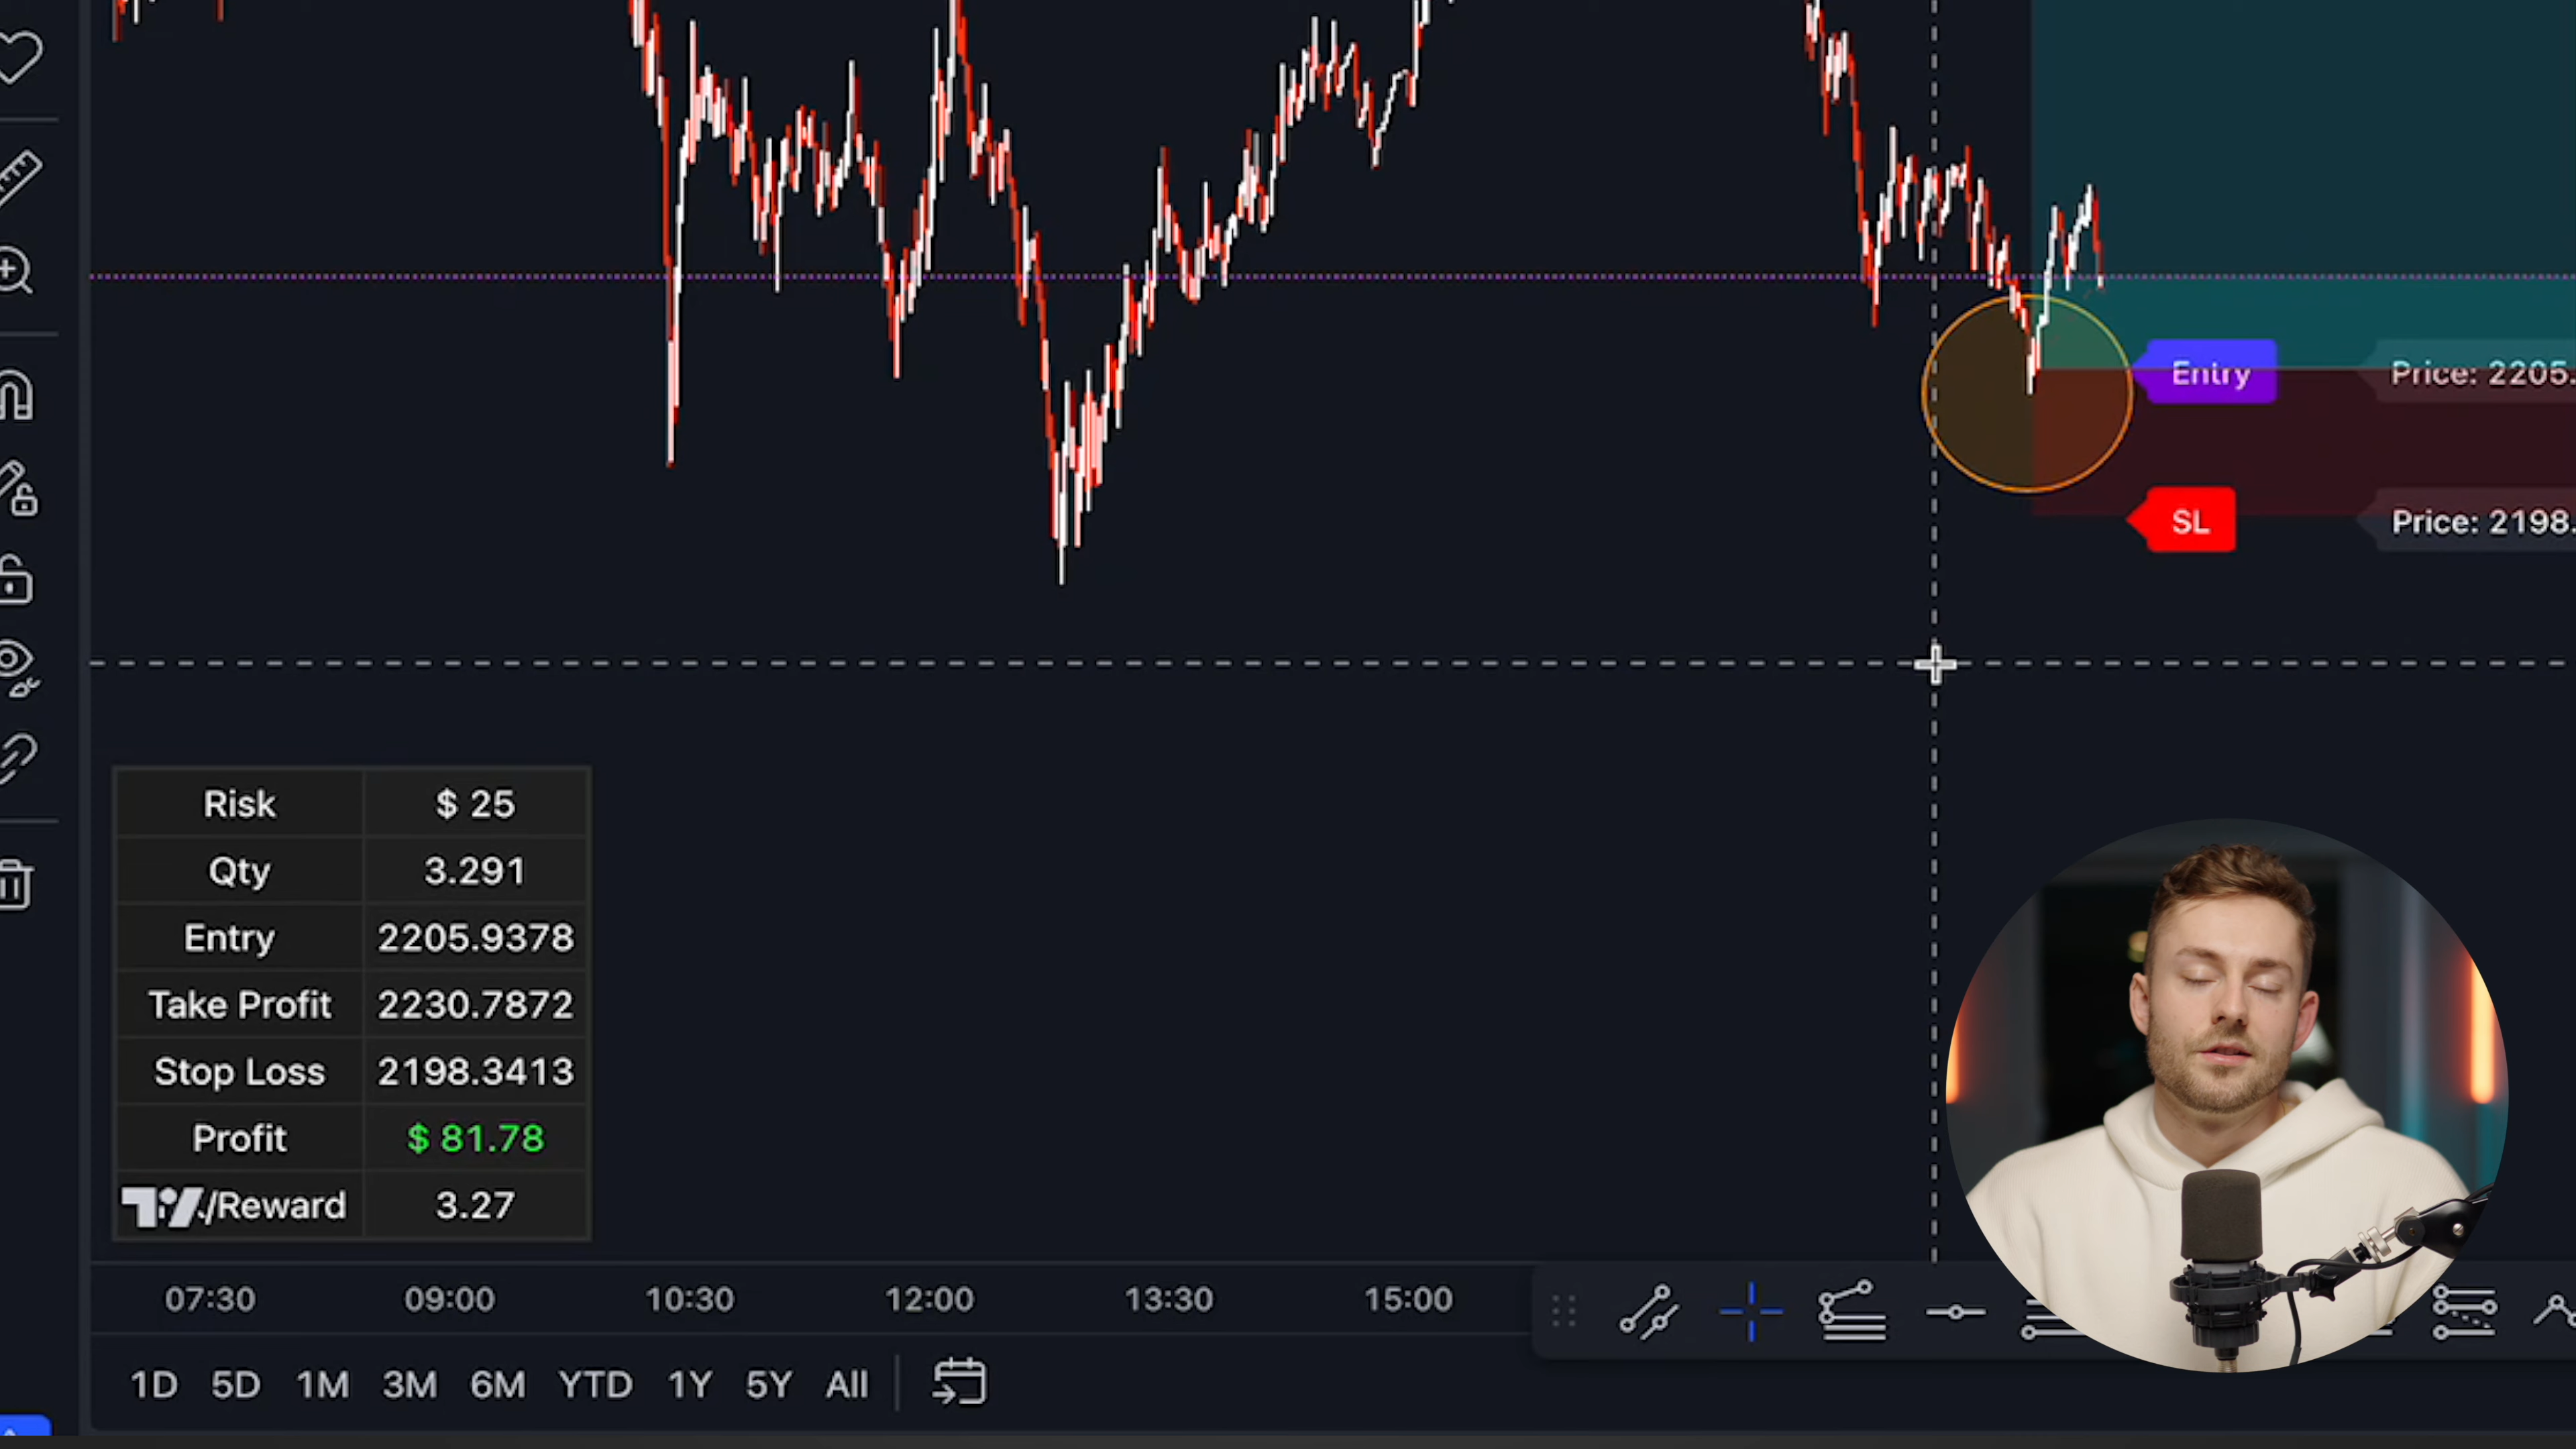 Entry Price: 2205.
SL Price: 2198.
Risk $ 25
Qty 3.291
Entry 2205.9378
Take Profit 2230.7872
Stop Loss 2198.3413
Profit $ 81.78
/Reward 3.27
07:30 09:00 10:30 12:00 13:30 15:00
1D 5D 1M 3M 6M YTD 1Y 5Y All